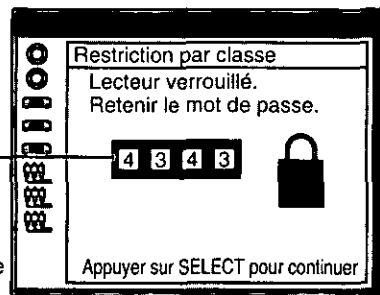 Restriction par classe
Lecteur verrouillé.
Retenir le mot de passe.
4 3 4 3
e
Appuyer sur SELECT pour continuer